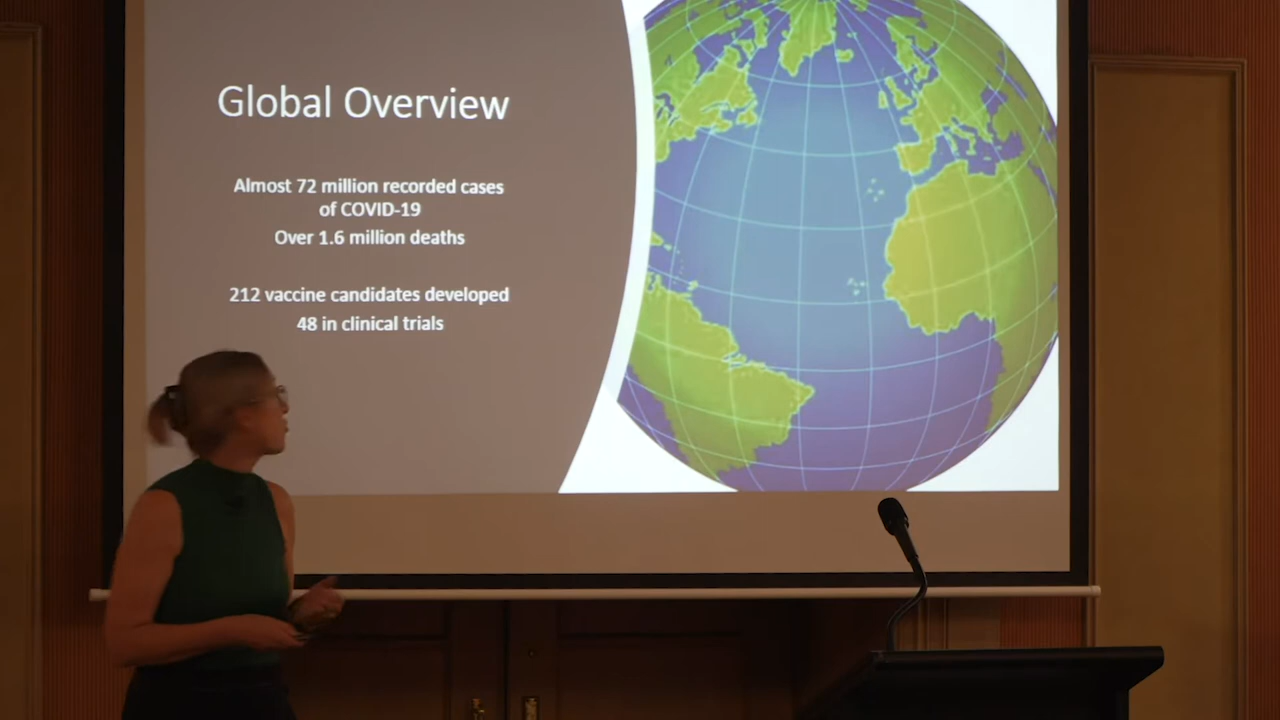 Global Overview
Almost 72 million recorded cases
of COVID-19
Over 1.6 million deaths
212 vaccine candidates developed
48 in clinical trials